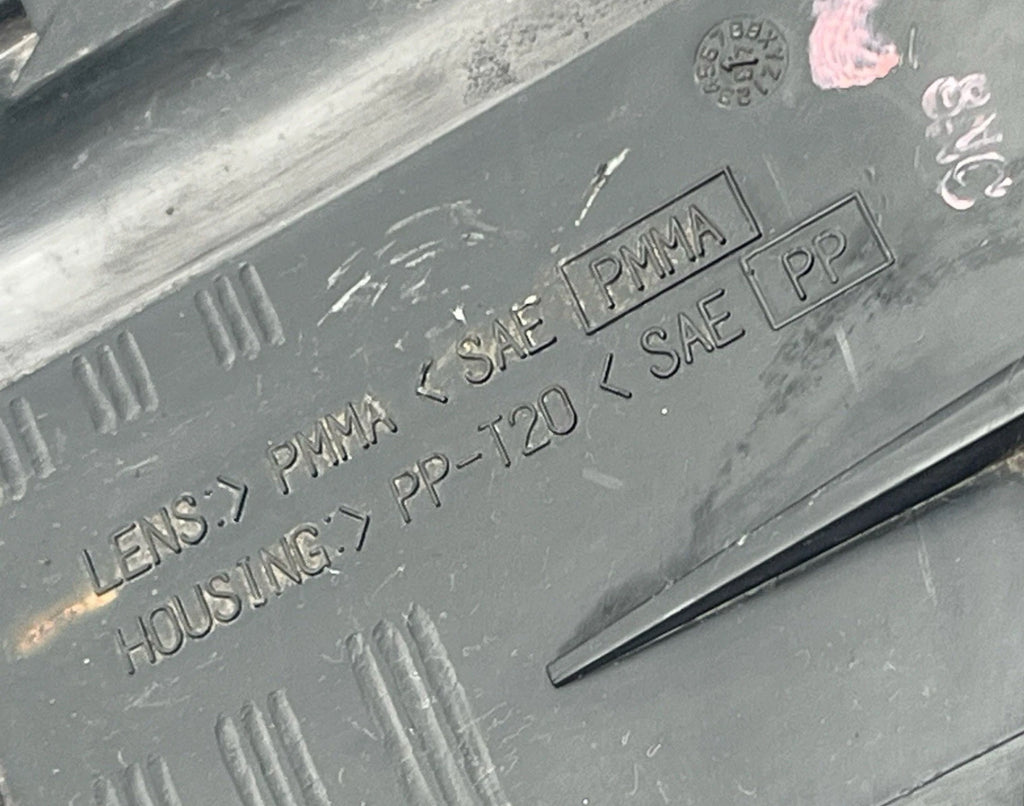 LENS:> PMMA < SAE PMMA
HOUSING:> PP-T20 < SAE PP